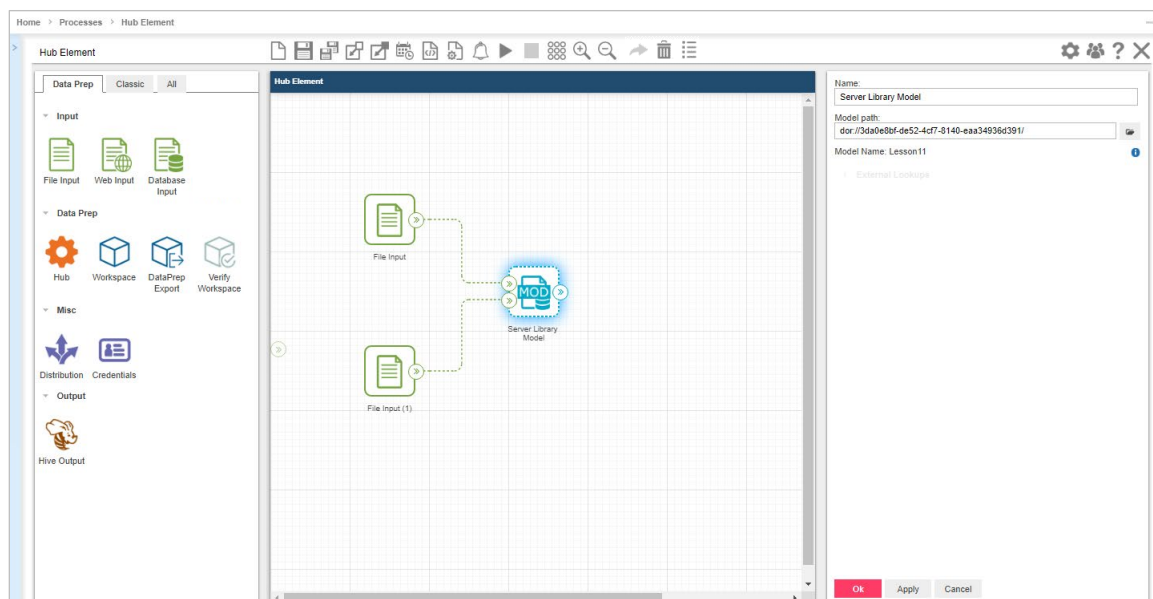 Home > Processes > Hub Element
Hub Element
Data Prep
Classic
All
Input
File Input
Web Input
Database
Input
Data Prep
Hub
Workspace
DataPrep
Export
Verify
Workspace
Misc
Distribution
Credentials
Output
Hive Output
Hub Element
File Input
MOD
Server Library
Model
File Input (1)
Name:
Server Library Model
Model path:
dor://3da0e8bf-de52-4cf7-8140-eaa34936d391/
Model Name: Lesson11
External Lookups
Ok
Apply
Cancel